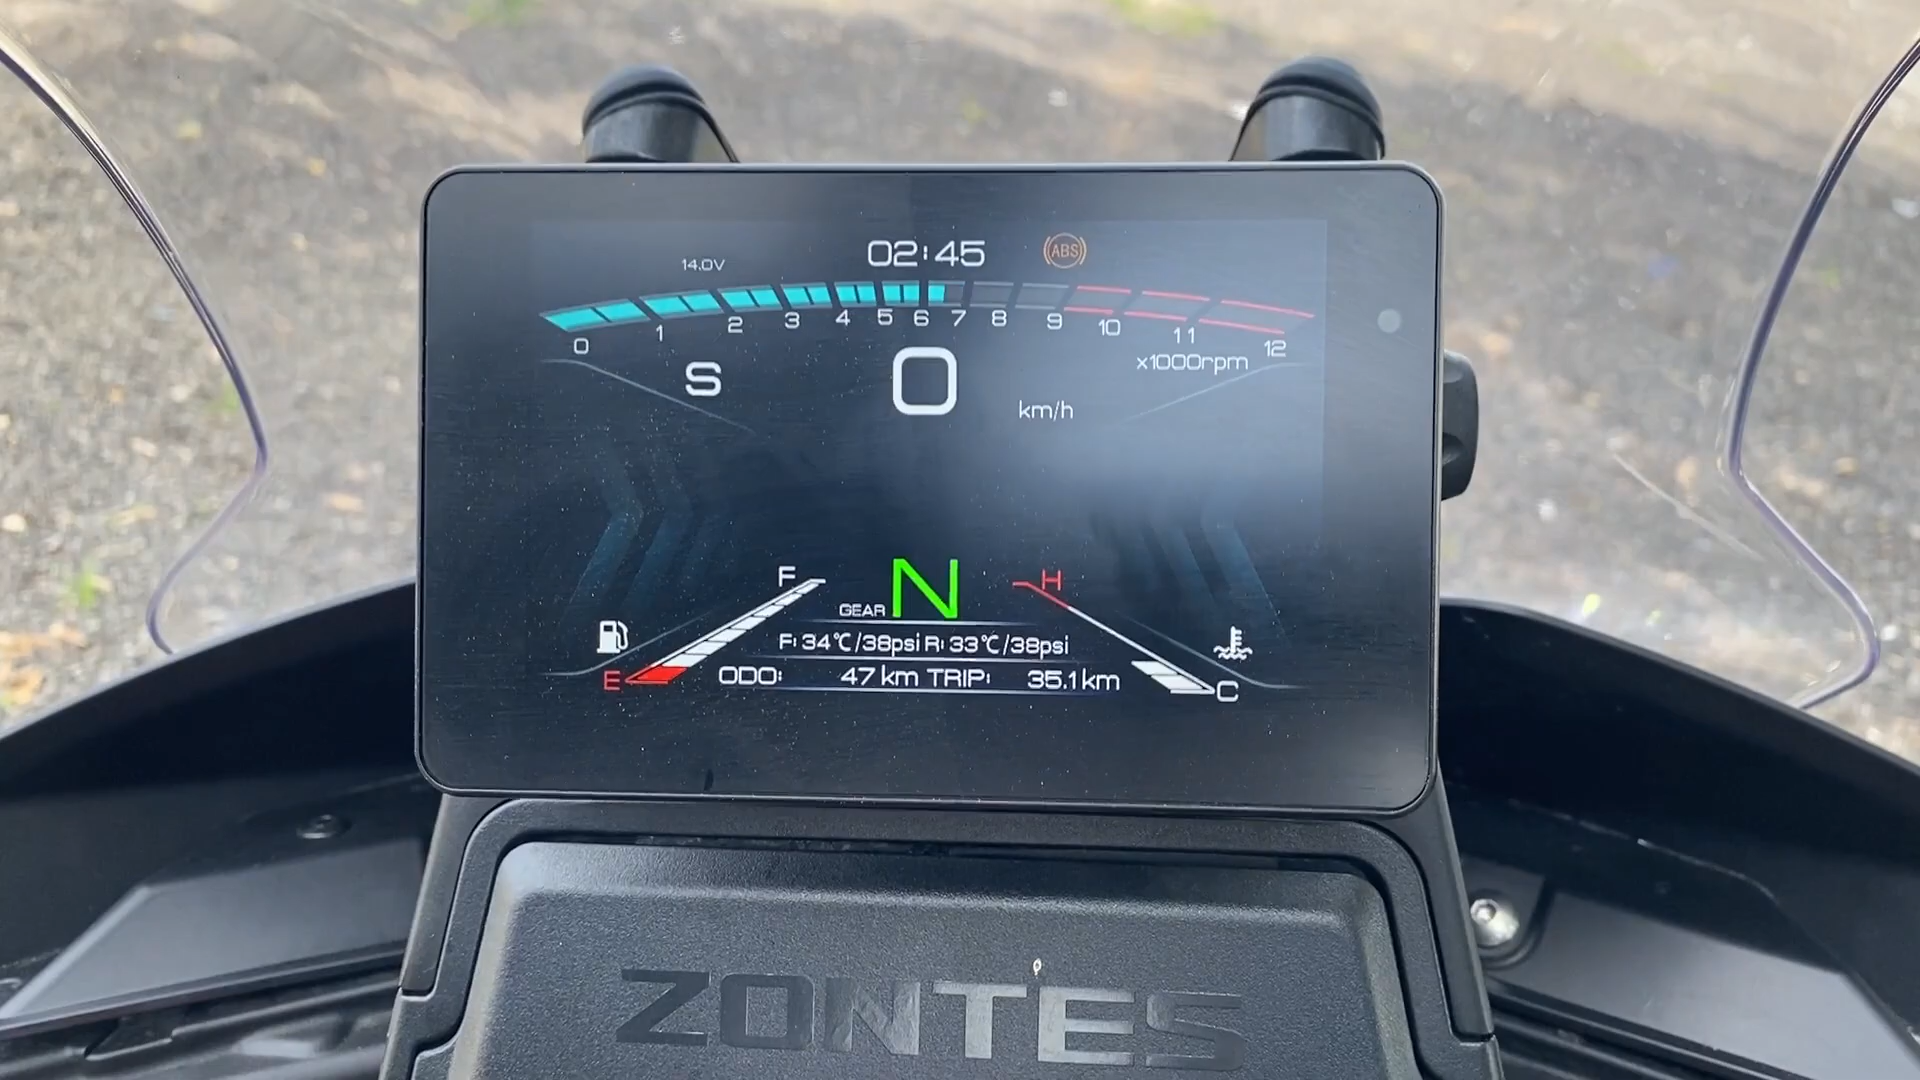 02:45 ABS
14.0V
0 1 2 3 4 5 6 7 8 9 10 11 12
x1000rpm
S 0 km/h
F H
GEAR N
F: 34℃/38psi R: 33℃/38psi
E ODO: 47 km TRIP: 35.1 km C
ZONTES